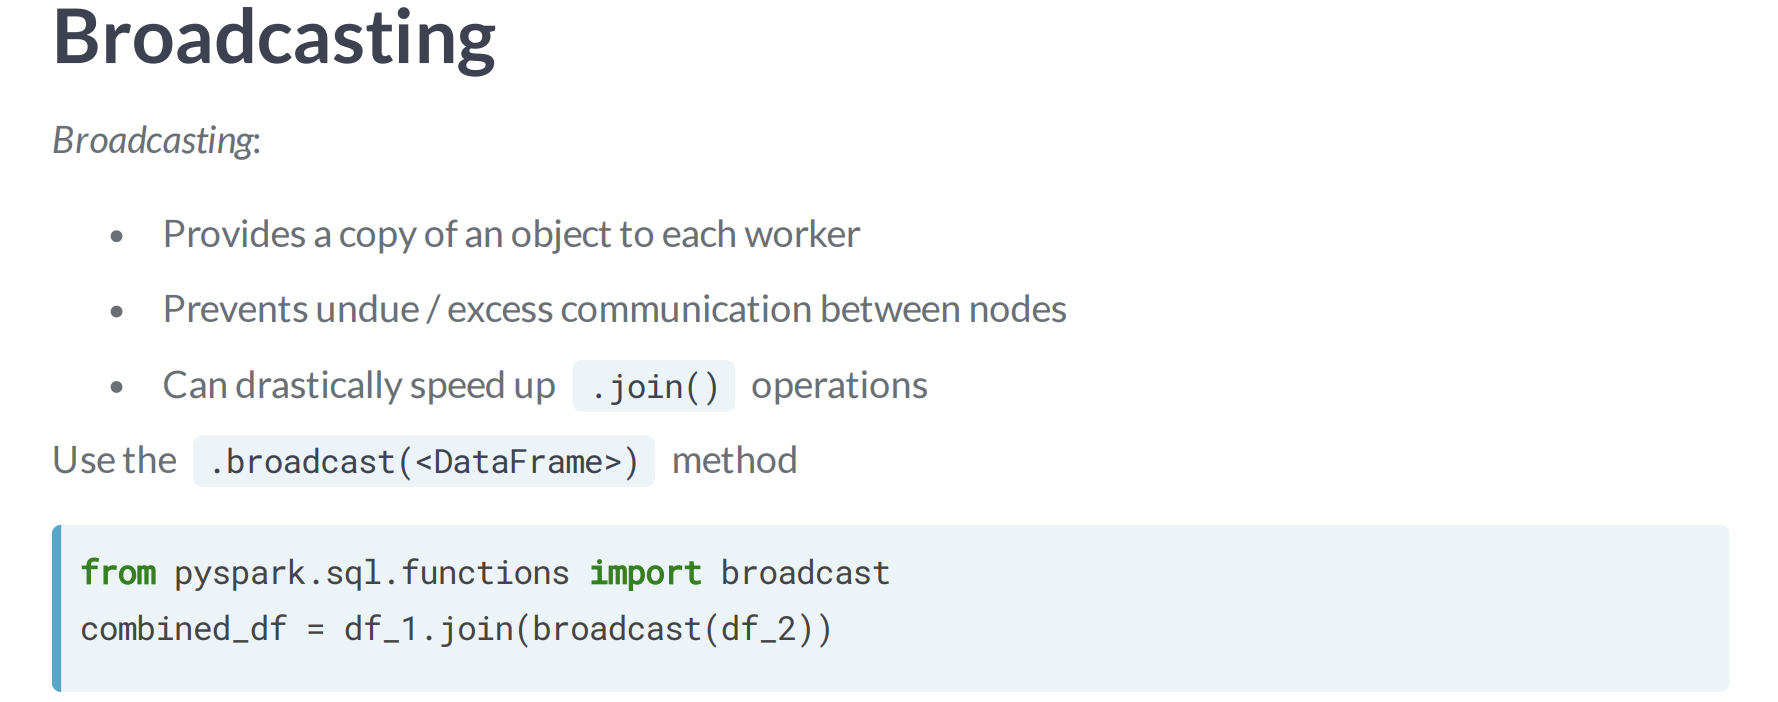 Broadcasting
Broadcasting:
• Provides a copy of an object to each worker
• Prevents undue / excess communication between nodes
• Can drastically speed up .join() operations
Use the .broadcast(<DataFrame>) method
from pyspark.sql.functions import broadcast
combined_df = df_1.join(broadcast(df_2))